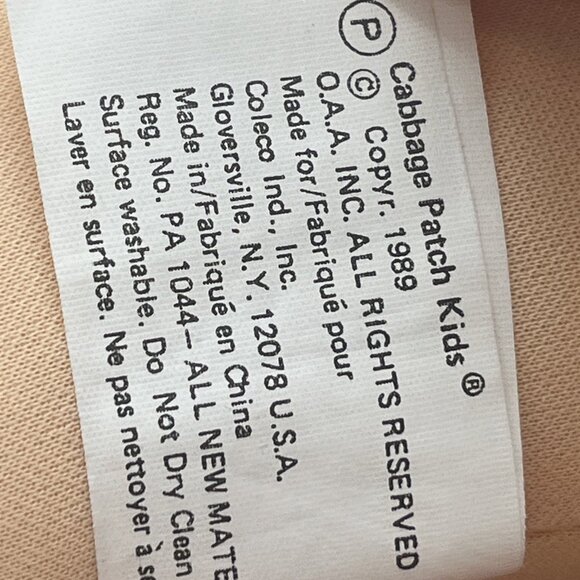 P
Cabbage Patch Kids®
© Copyr. 1989
O.A.A. INC. ALL RIGHTS RESERVED
Made for/Fabriqué pour
Coleco Ind., Inc.
Gloversville, N.Y. 12078 U.S.A.
Made in/Fabriqué en China
Reg. No. PA 1044— ALL NEW
Surface washable. Do Not Dry Clean
Laver en surface. Ne pas nettoyer à